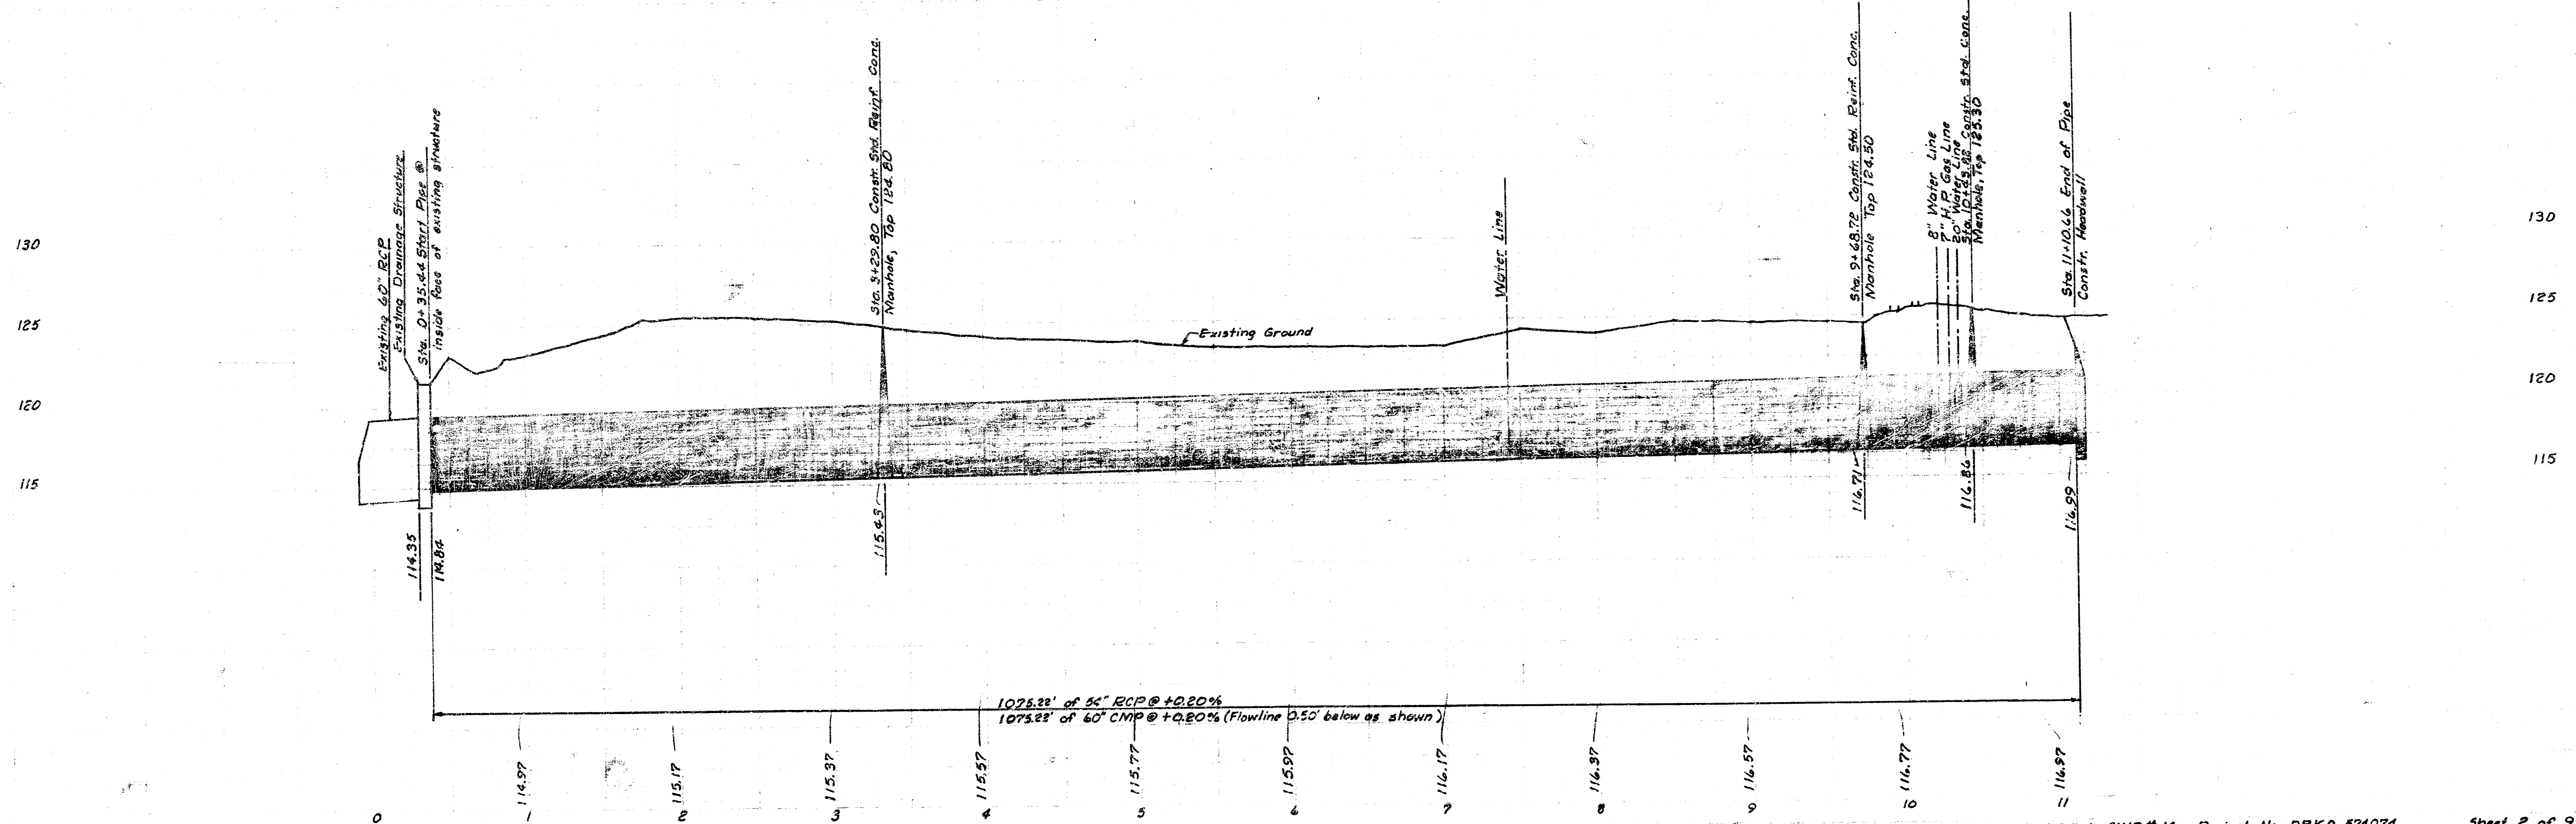 Existing 60" RCP
Existing Drainage Structure
Sta. 0+35.44 Start Pipe @
inside face of existing structure
Sta. 3+29.80 Constr. Std. Reinf. Conc.
Manhole, Top 124.80
Water Line
Sta. 9+68.72 Constr. Std. Reinf. Conc.
Manhole Top 124.50
8" Water Line
7" H.P. Gas Line
20" Water Line
Constr. Std. Conc.
Manhole, Top 125.30
Sta. 11+10.66 End of Pipe
Constr. Headwall
130
130
125
125
Existing Ground
120
120
115
115
114.35
114.84
115.43
116.71
116.86
116.99
1075.22' of 54" RCP @ +0.20%
1075.22' of 60" CMP @ +0.20% (Flowline 0.50' below as shown)
114.97
115.17
115.37
115.57
115.77
115.97
116.17
116.37
116.57
116.77
116.97
0
1
2
3
4
5
6
7
8
9
10
11
Sheet 2 of 9